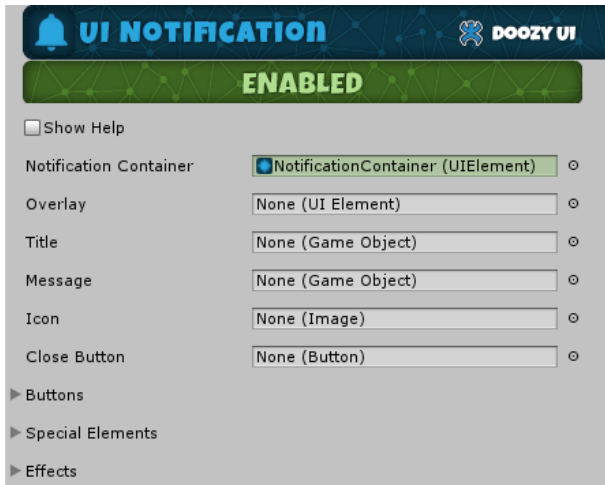 UI NOTIFICATION DOOZY UI
ENABLED
Show Help
Notification Container NotificationContainer (UIElement)
Overlay None (UI Element)
Title None (Game Object)
Message None (Game Object)
Icon None (Image)
Close Button None (Button)
Buttons
Special Elements
Effects